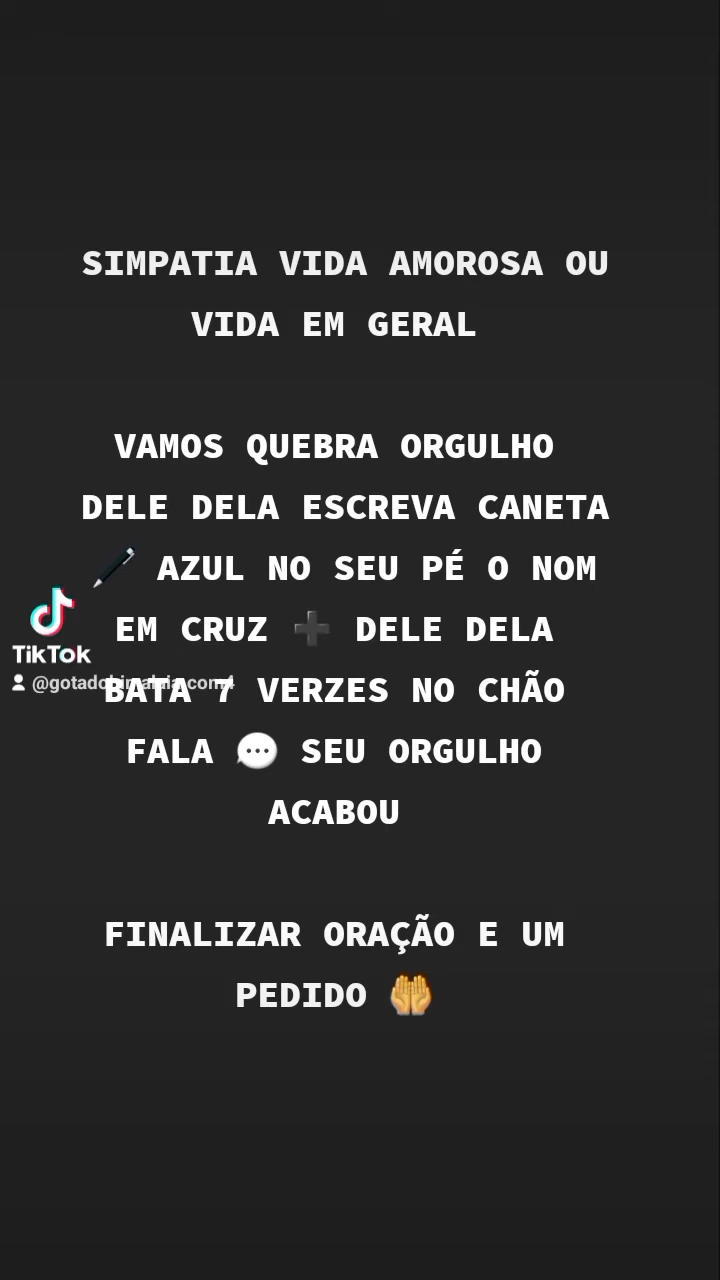 SIMPATIA VIDA AMOROSA OU
VIDA EM GERAL
VAMOS QUEBRA ORGULHO
DELE DELA ESCREVA CANETA
🖊️ AZUL NO SEU PÉ O NOM
EM CRUZ ➕ DELE DELA
TikTok
BATA 7 VERZES NO CHÃO
FALA 💬 SEU ORGULHO
ACABOU
FINALIZAR ORAÇÃO E UM
PEDIDO 🤲